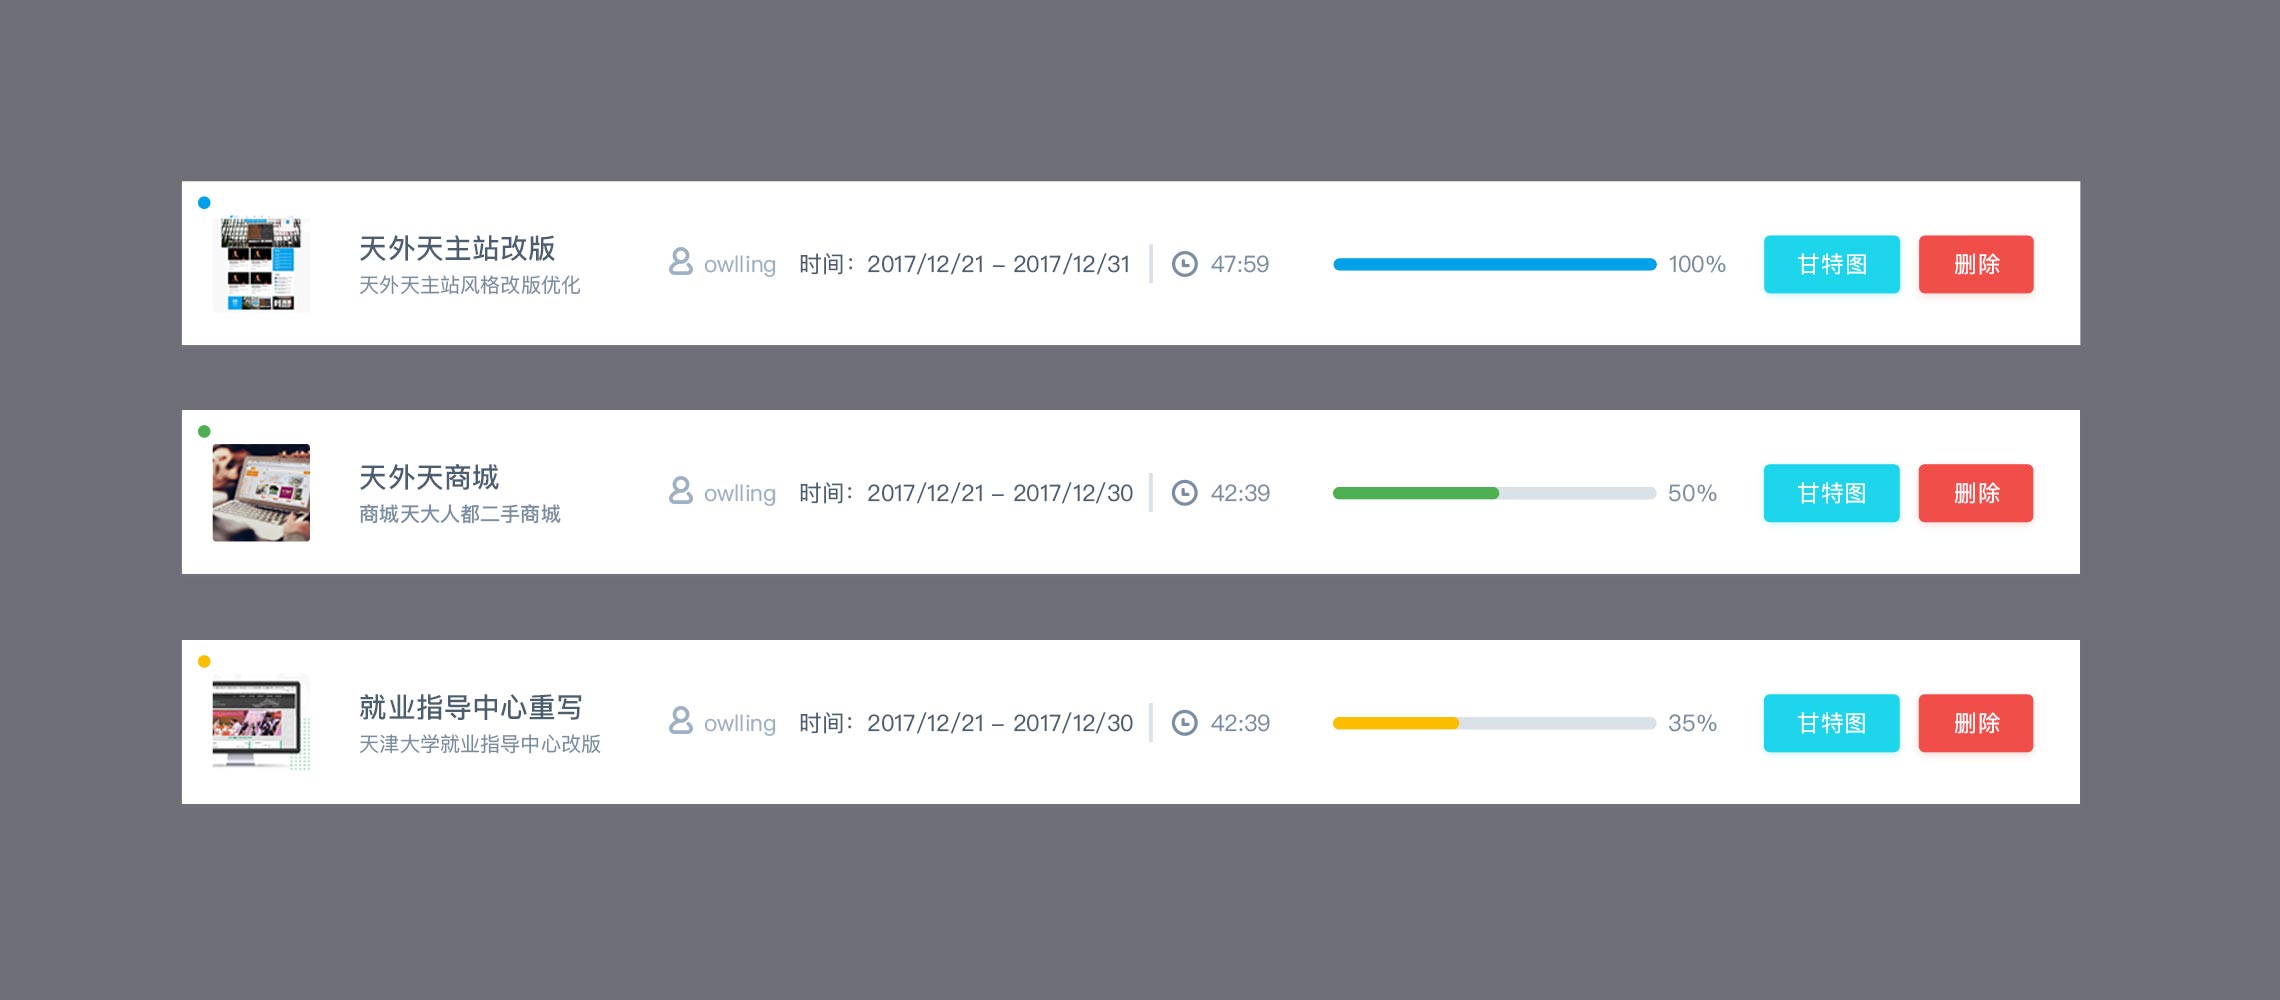 天外天主站改版
天外天主站风格改版优化
owlling 时间：2017/12/21 – 2017/12/31 47:59 100% 甘特图 删除
天外天商城
商城天大人都二手商城
owlling 时间：2017/12/21 – 2017/12/30 42:39 50% 甘特图 删除
就业指导中心重写
天津大学就业指导中心改版
owlling 时间：2017/12/21 – 2017/12/30 42:39 35% 甘特图 删除